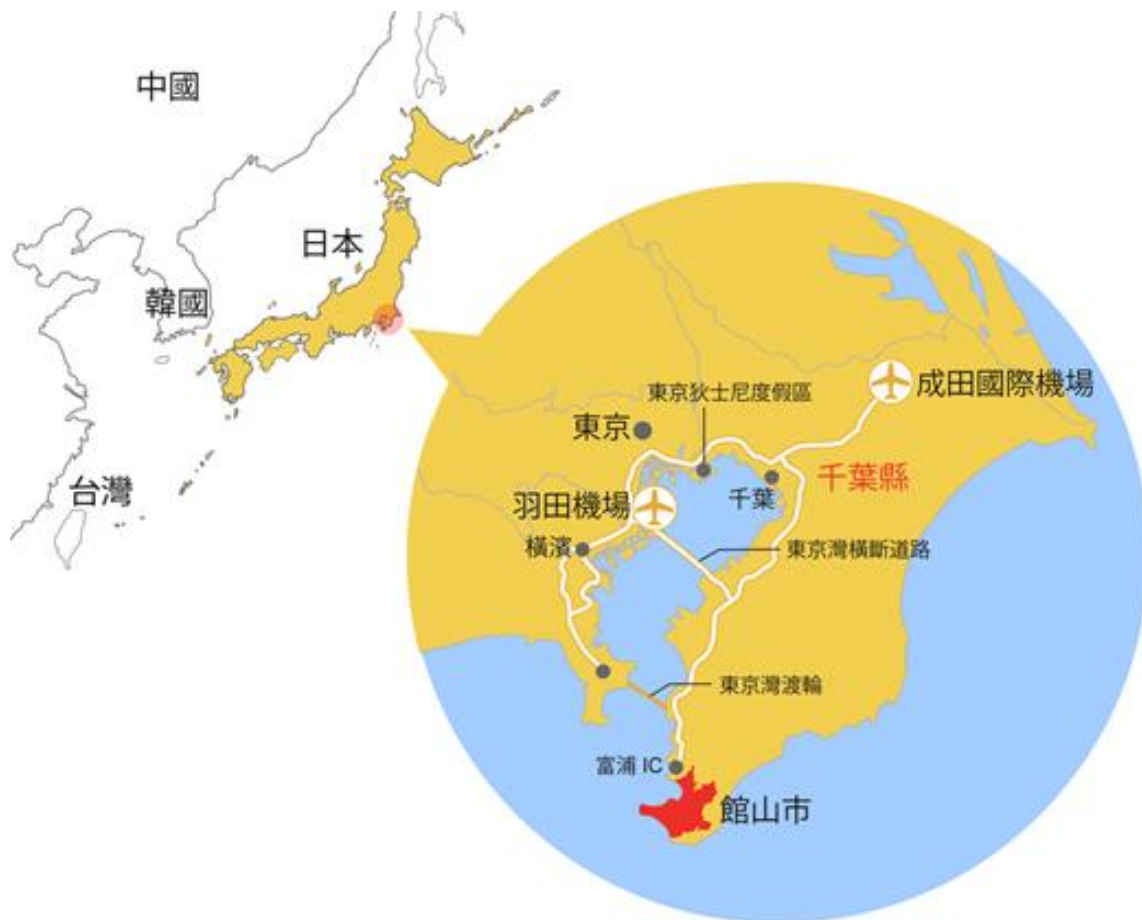 中國
日本
韓國
台灣
成田國際機場
東京狄士尼度假區
東京
千葉縣
千葉
羽田機場
橫濱
東京灣橫斷道路
東京灣渡輪
富浦 IC
館山市